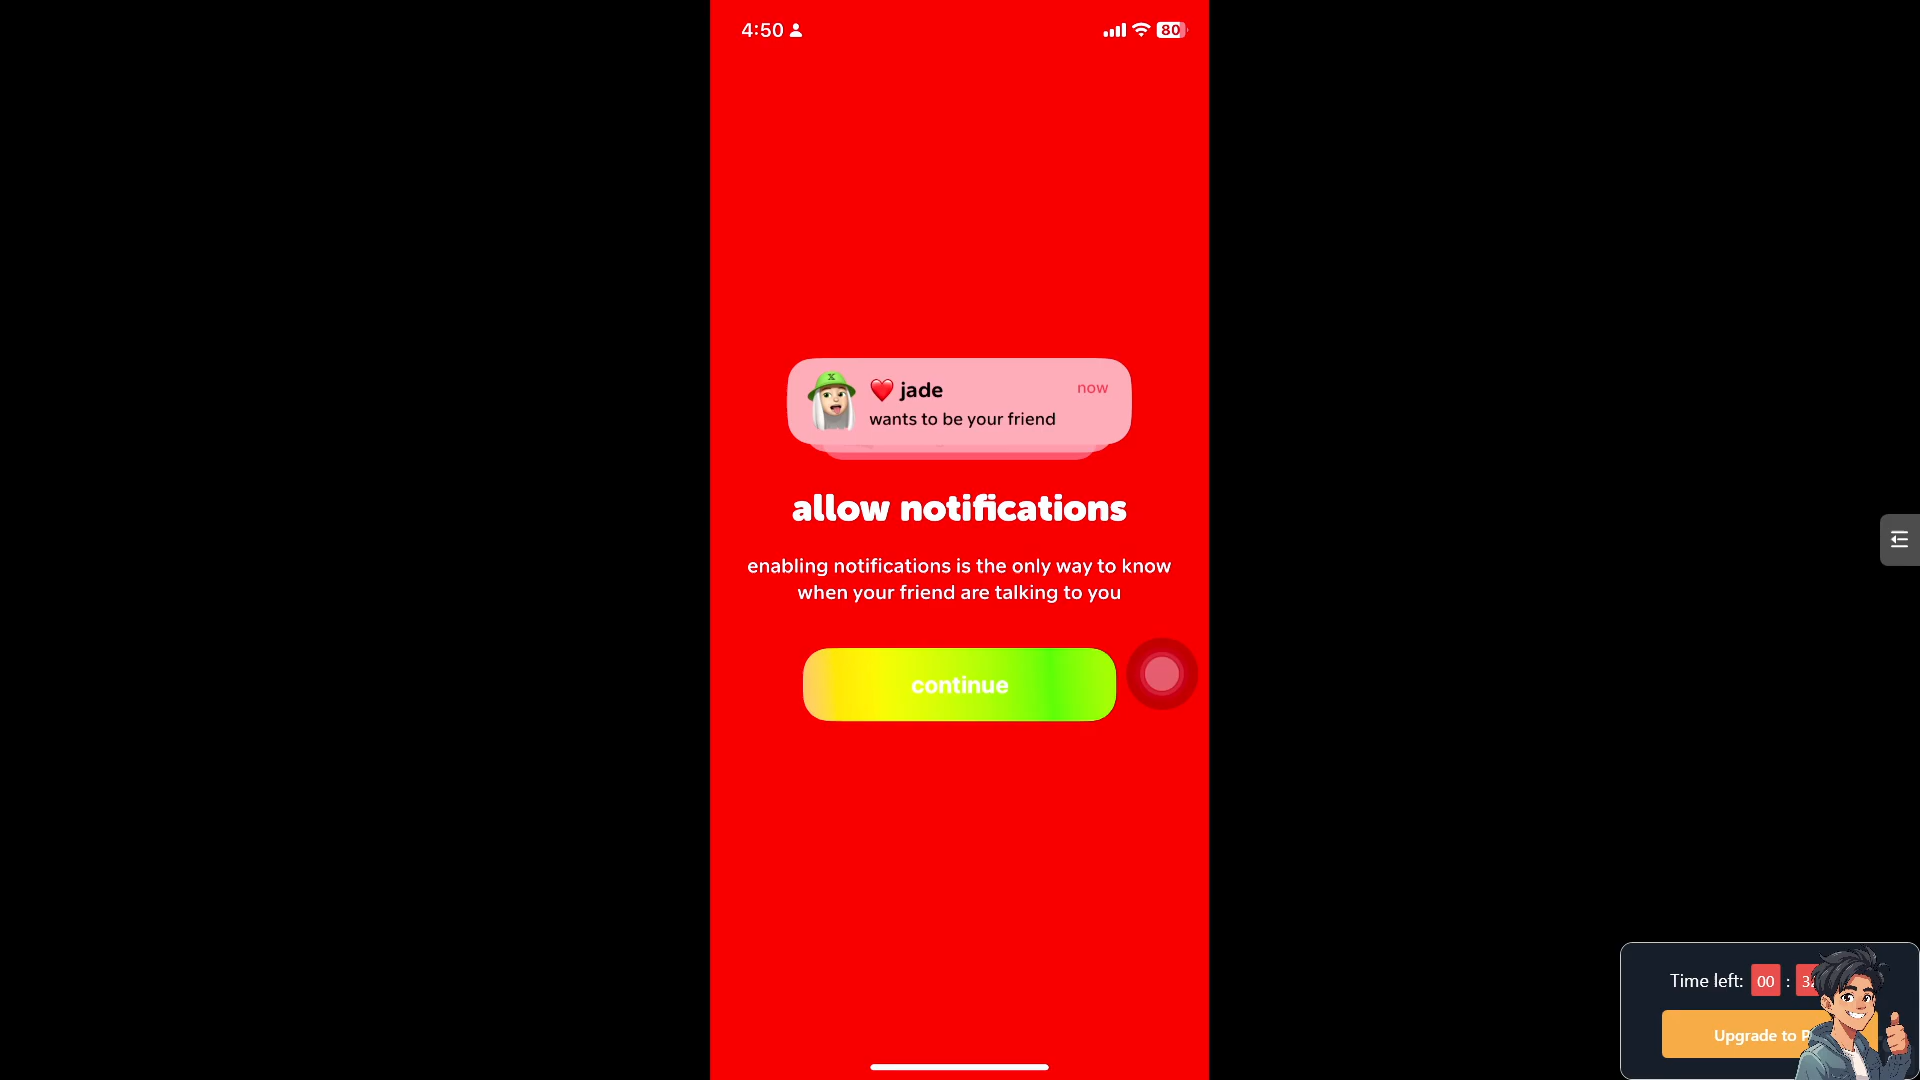 4:50
80
❤️ jade
now
wants to be your friend
allow notifications
enabling notifications is the only way to know
when your friend are talking to you
continue
Time left: 00 :
Upgrade to